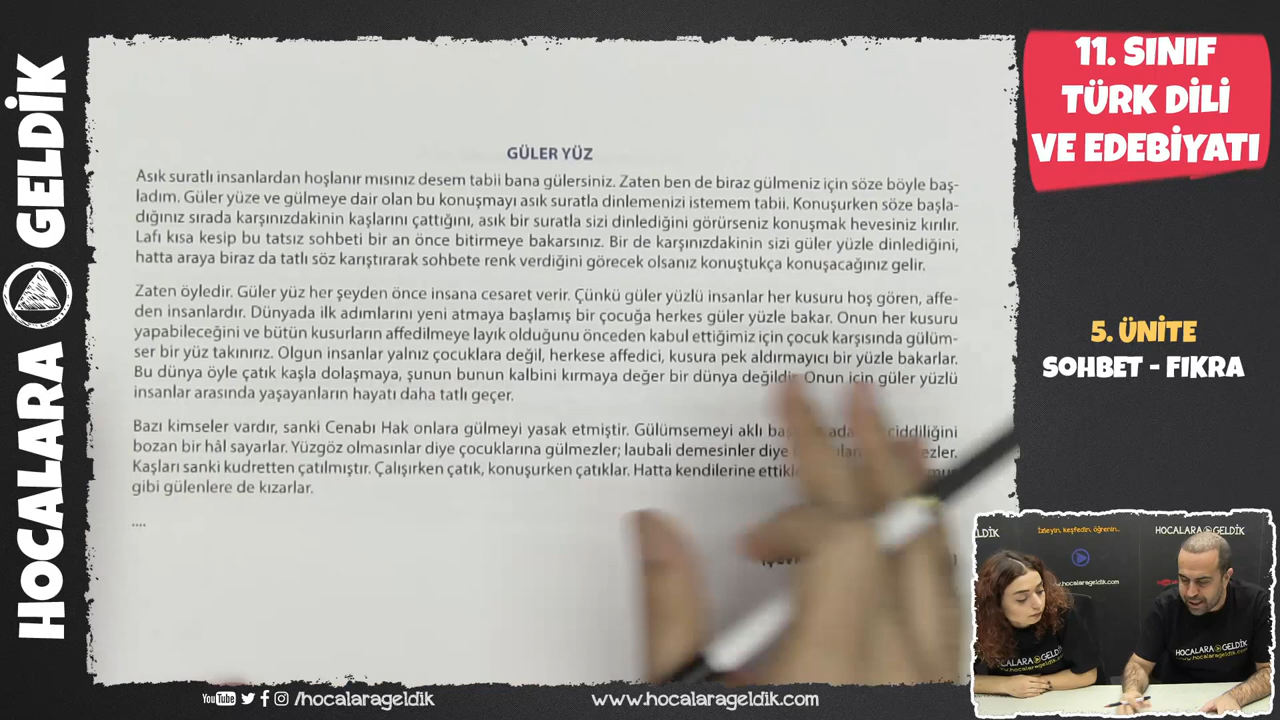 HOCALARA GELDİK
11. SINIF
TÜRK DİLİ
VE EDEBİYATI
5. ÜNİTE
SOHBET - FIKRA
GÜLER YÜZ
Asık suratlı insanlardan hoşlanır mısınız desem tabii bana gülersiniz. Zaten ben de biraz gülmeniz için söze böyle baş-
ladım. Güler yüze ve gülmeye dair olan bu konuşmayı asık suratla dinlemenizi istemem tabii. Konuşurken söze başla-
dığınız sırada karşınızdakinin kaşlarını çattığını, asık bir suratla sizi dinlediğini görürseniz konuşmak hevesiniz kırılır.
Lafı kısa kesip bu tatsız sohbeti bir an önce bitirmeye bakarsınız. Bir de karşınızdakinin sizi güler yüzle dinlediğini,
hatta araya biraz da tatlı söz karıştırarak sohbete renk verdiğini görecek olsanız konuştukça konuşacağınız gelir.
Zaten öyledir. Güler yüz her şeyden önce insana cesaret verir. Çünkü güler yüzlü insanlar her kusuru hoş gören, affe-
den insanlardır. Dünyada ilk adımlarını yeni atmaya başlamış bir çocuğa herkes güler yüzle bakar. Onun her kusuru
yapabileceğini ve bütün kusurların affedilmeye layık olduğunu önceden kabul ettiğimiz için çocuk karşısında gülüm-
ser bir yüz takınırız. Olgun insanlar yalnız çocuklara değil, herkese affedici, kusura pek aldırmayıcı bir yüzle bakarlar.
Bu dünya öyle çatık kaşla dolaşmaya, şunun bunun kalbini kırmaya değer bir dünya değildir. Onun için güler yüzlü
insanlar arasında yaşayanların hayatı daha tatlı geçer.
Bazı kimseler vardır, sanki Cenabı Hak onlara gülmeyi yasak etmiştir. Gülümsemeyi aklı ciddiliğini
bozan bir hâl sayarlar. Yüzgöz olmasınlar diye çocuklarına gülmezler; laubali demesinler diye
Kaşları sanki kudretten çatılmıştır. Çalışırken çatık, konuşurken çatıklar. Hatta kendilerine
gibi gülenlere de kızarlar.
....
İzleyin, keşfedin, öğrenin...
HOCALARA GELDİK
HOCALARA GELDİK
www.hocalarageldik.com
YouTube /hocalarageldik
www.hocalarageldik.com